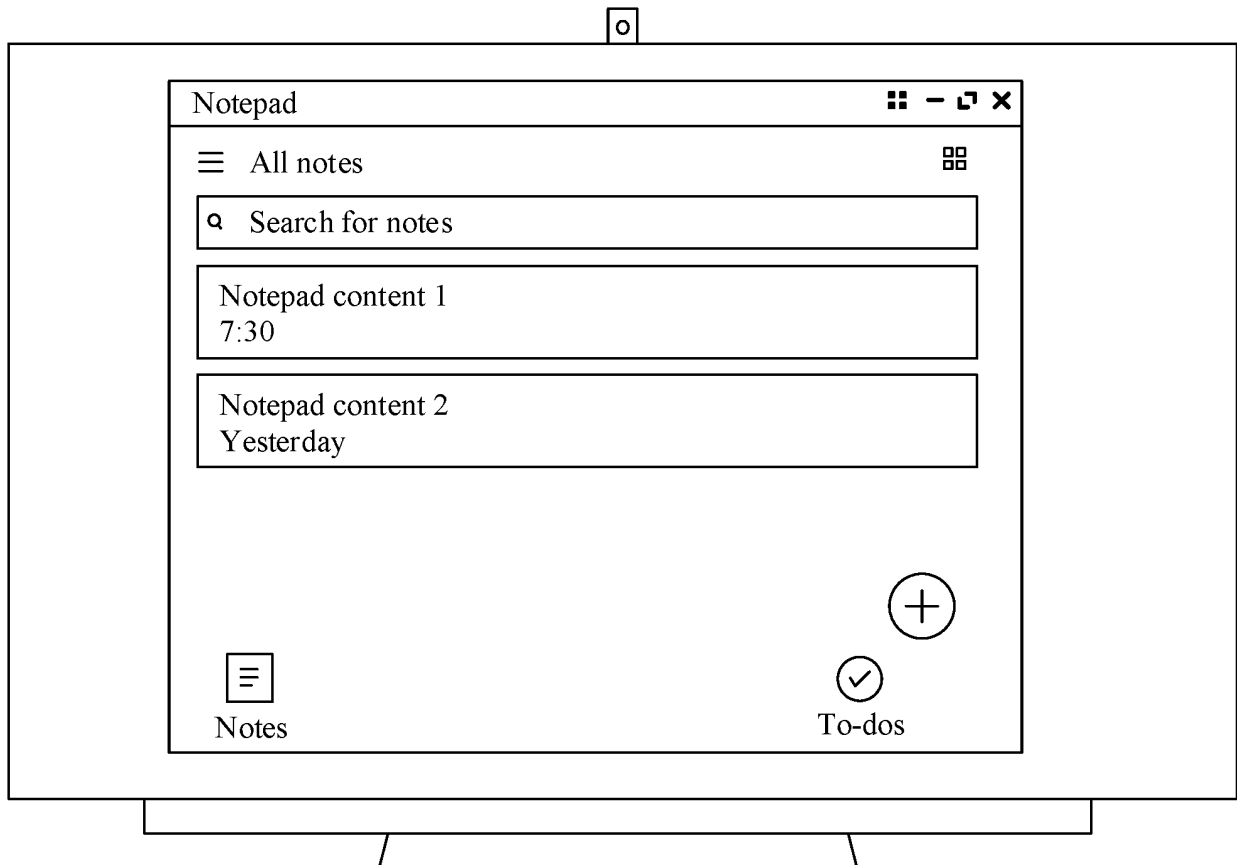 Notepad
All notes
Search for notes
Notepad content 1
7:30
Notepad content 2
Yesterday
Notes
To-dos